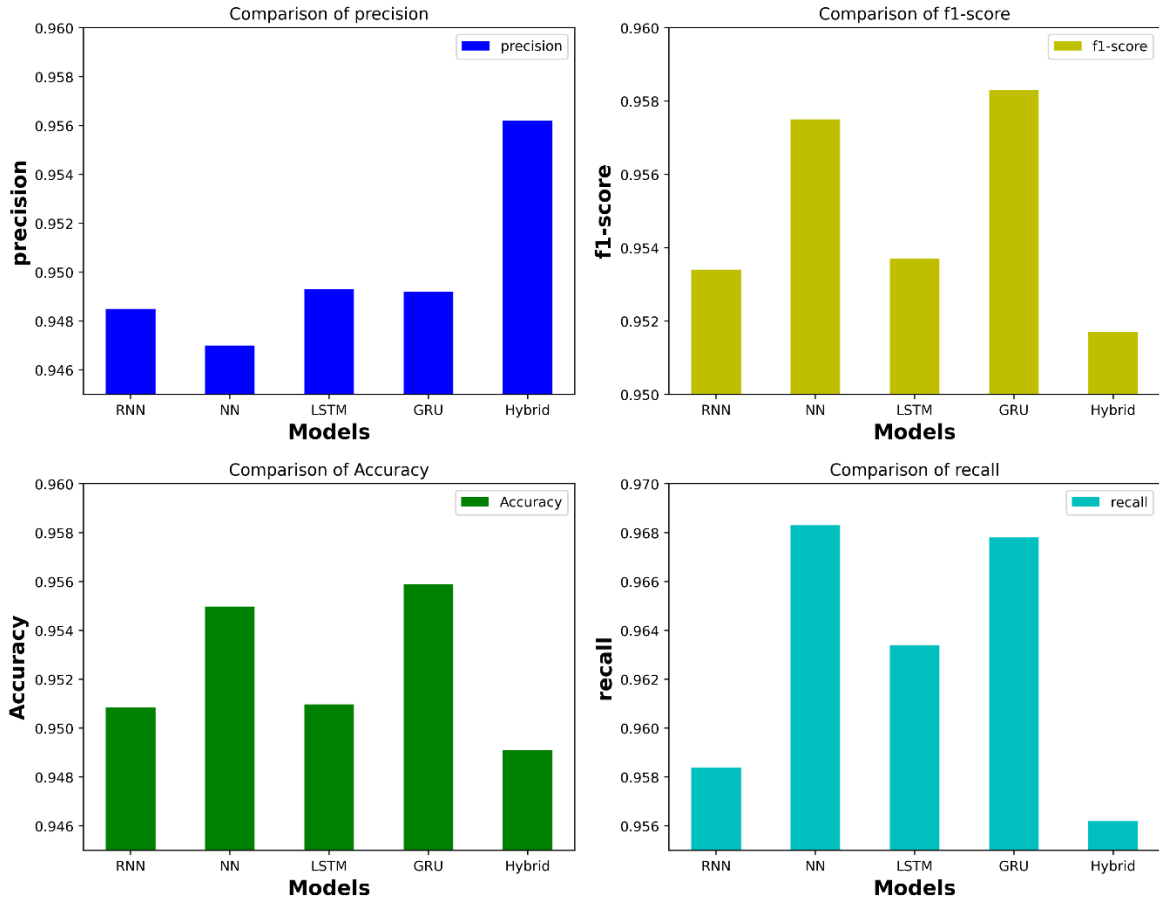 Comparison of precision
precision
precision
0.960
0.958
0.956
0.954
0.952
0.950
0.948
0.946
RNN NN LSTM GRU Hybrid
Models
Comparison of f1-score
f1-score
f1-score
0.960
0.958
0.956
0.954
0.952
0.950
RNN NN LSTM GRU Hybrid
Models
Comparison of Accuracy
Accuracy
Accuracy
0.960
0.958
0.956
0.954
0.952
0.950
0.948
0.946
RNN NN LSTM GRU Hybrid
Models
Comparison of recall
recall
recall
0.970
0.968
0.966
0.964
0.962
0.960
0.958
0.956
RNN NN LSTM GRU Hybrid
Models